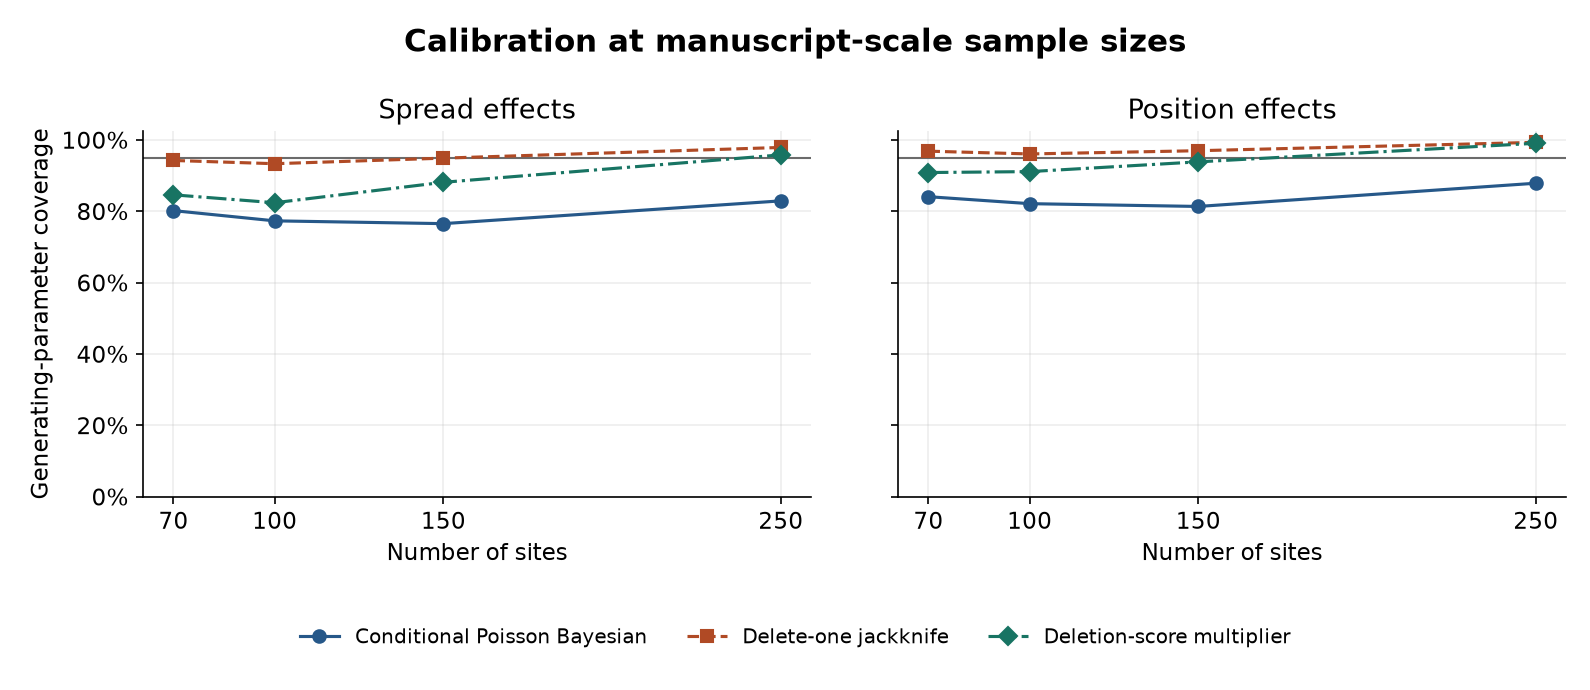 Calibration at manuscript-scale sample sizes
Spread effects
Position effects
Generating-parameter coverage
100%
80%
60%
40%
20%
0%
70 100 150 250
70 100 150 250
Number of sites
Number of sites
Conditional Poisson Bayesian
Delete-one jackknife
Deletion-score multiplier